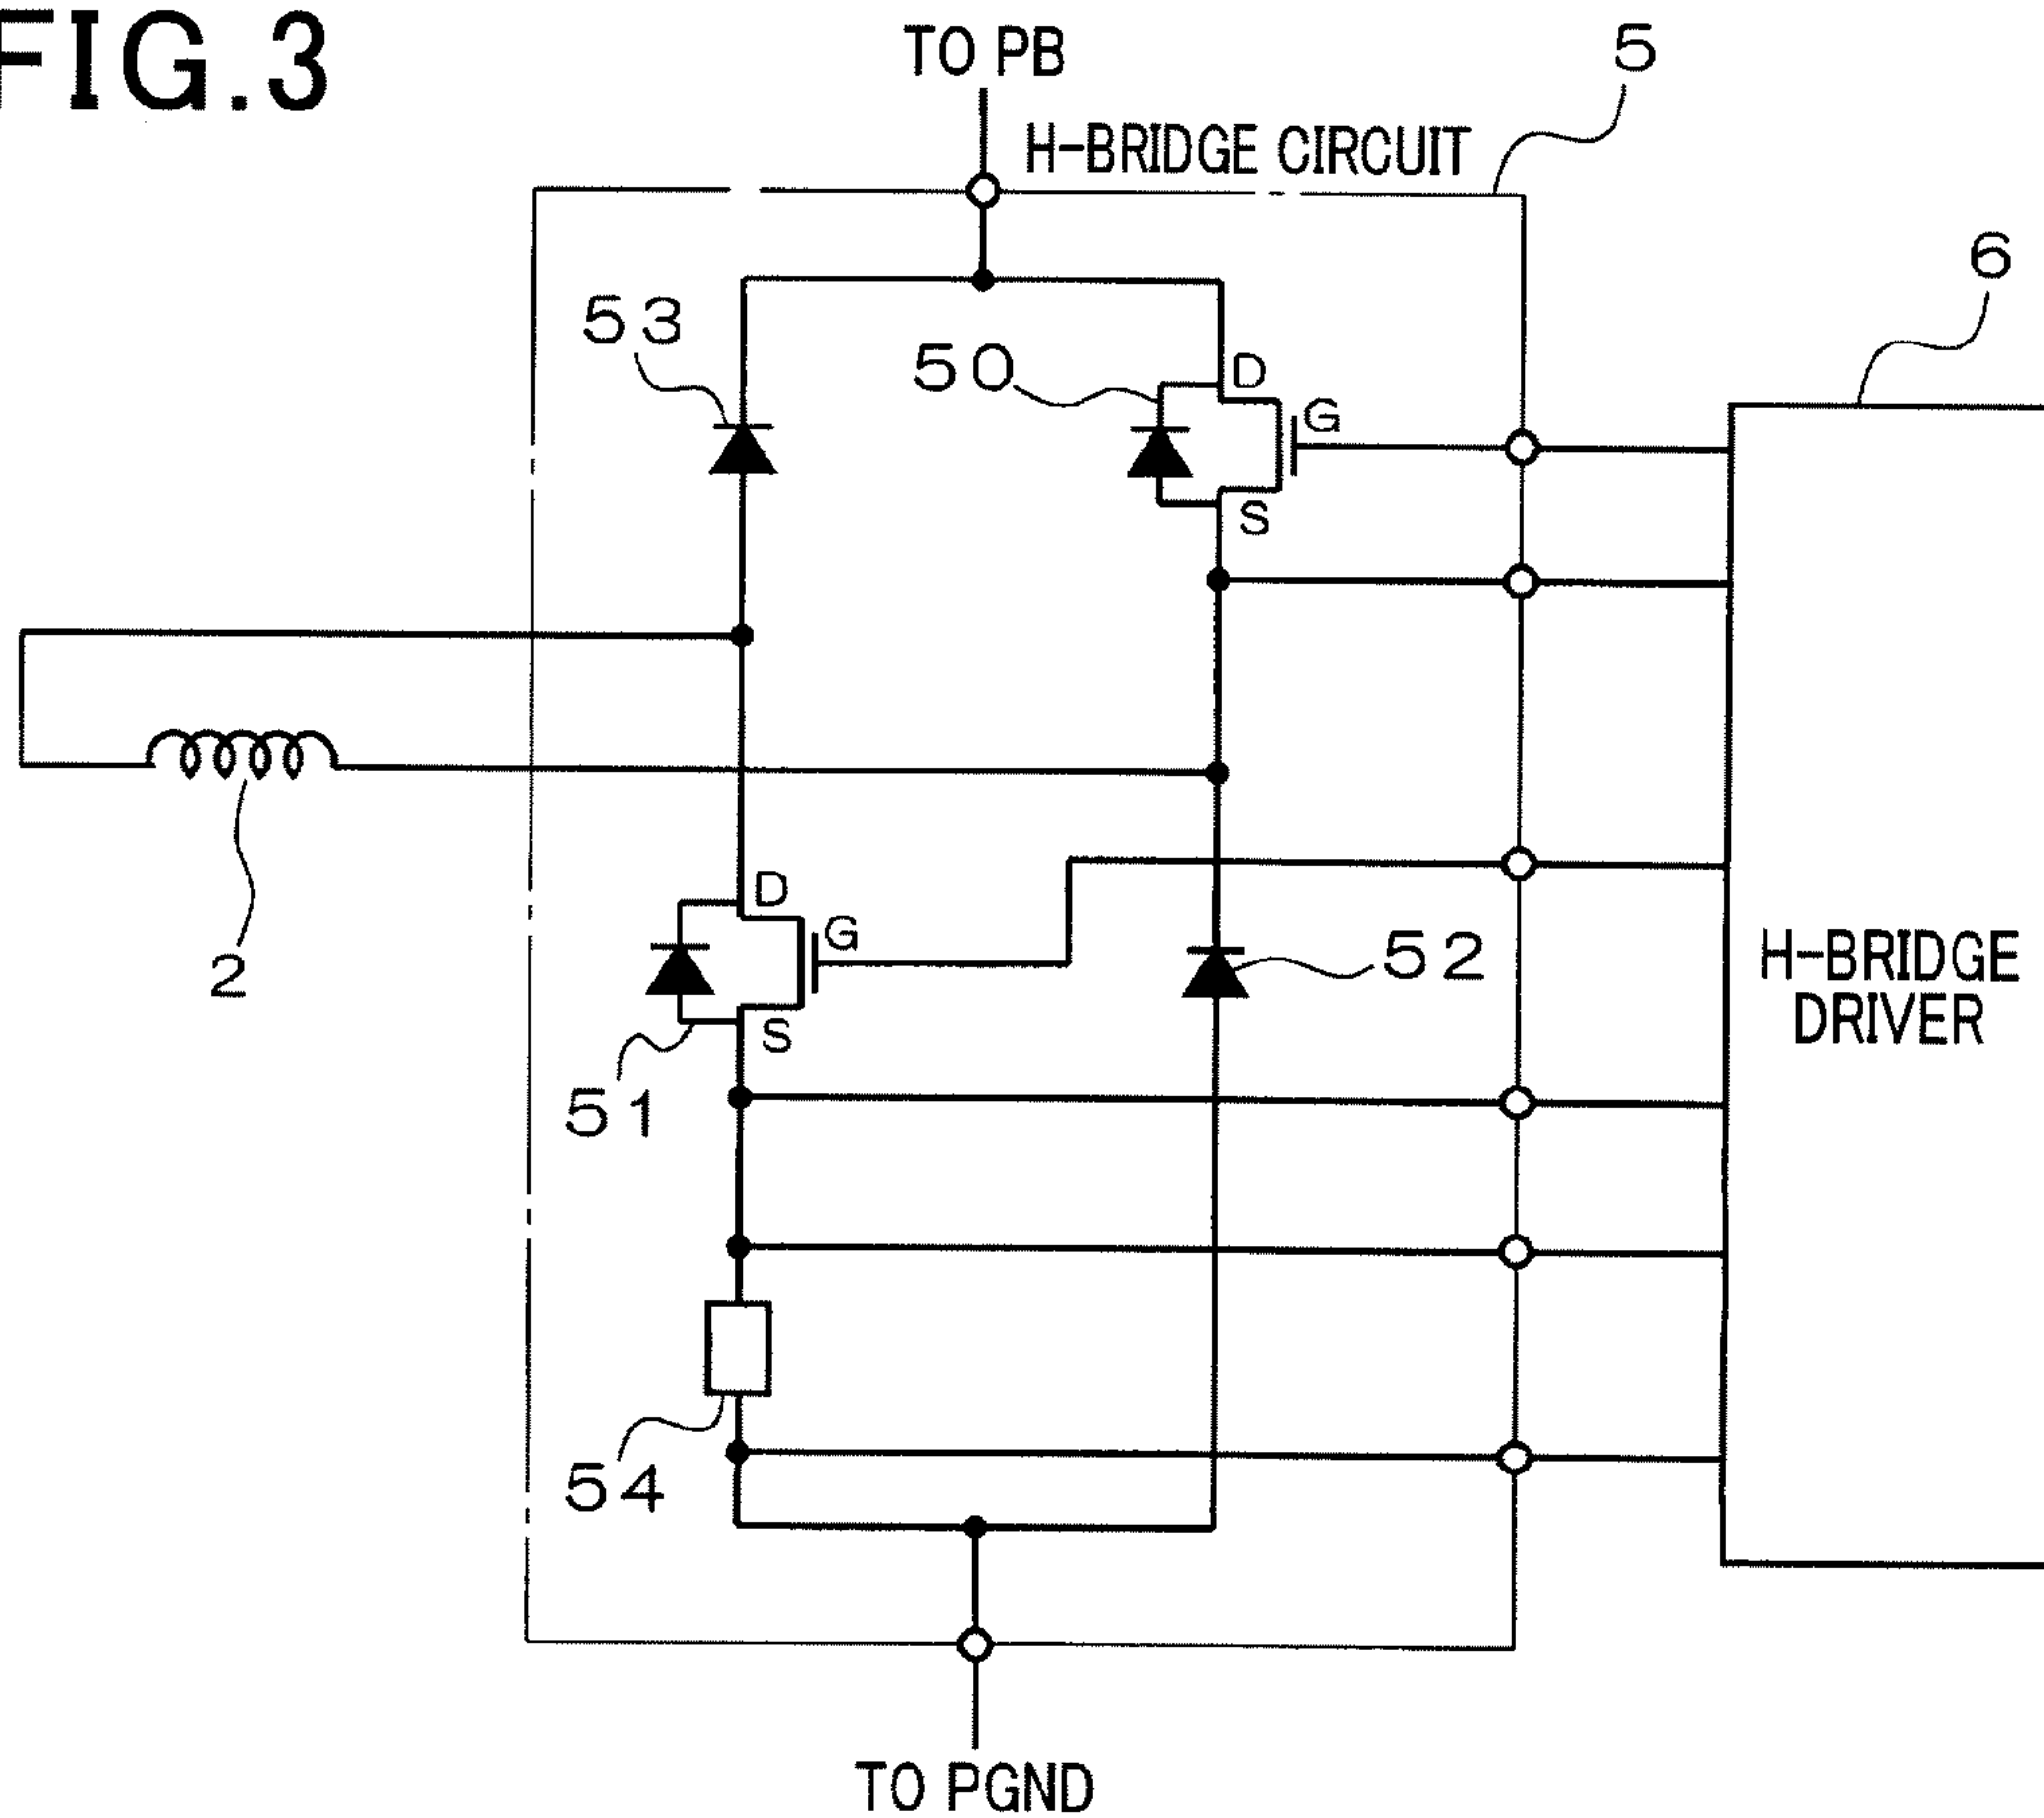 FIG.3
TO PB
5
H-BRIDGE CIRCUIT
6
53
50
D
G
S
2
D
G
52
H-BRIDGE
DRIVER
S
51
54
TO PGND